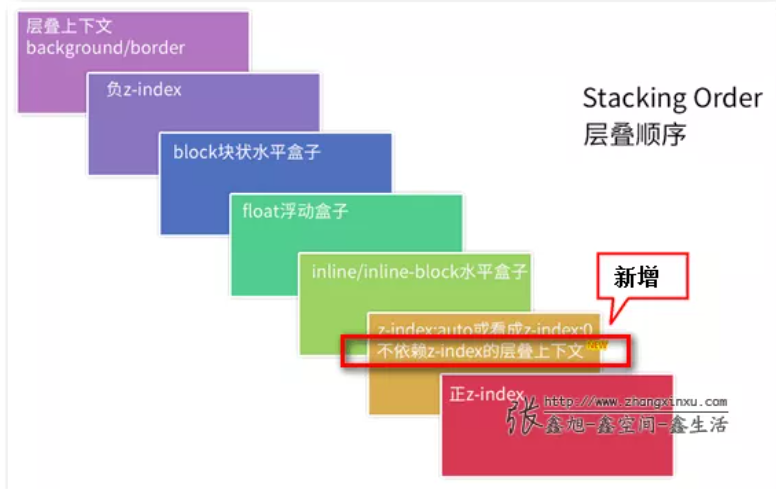 层叠上下文
background/border
负z-index
Stacking Order
层叠顺序
block块状水平盒子
float浮动盒子
inline/inline-block水平盒子
新增
z-index:auto或看成z-index:0
不依赖z-index的层叠上下文
NEW
正z-index
http://www.zhangxinxu.com
张鑫旭-鑫空间-鑫生活